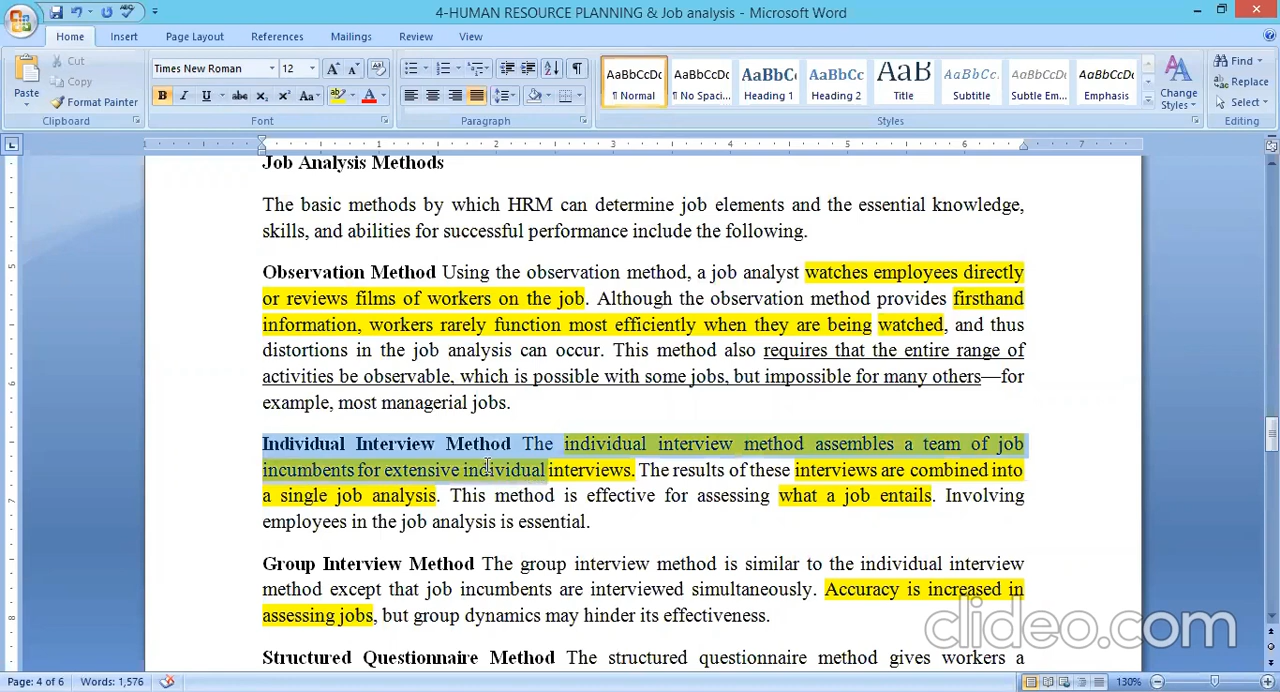 4-HUMAN RESOURCE PLANNING & Job analysis - Microsoft Word
Home Insert Page Layout References Mailings Review View
Paste Cut Copy Format Painter
Clipboard
Times New Roman 12
B I U abc X₂ X² Aa A
Font
Paragraph
AaBbCcDc AaBbCcDc AaBbC AaBbCc AaB AaBbCc. AaBbCcDc AaBbCcDc
¶ Normal ¶ No Spaci... Heading 1 Heading 2 Title Subtitle Subtle Em... Emphasis
Styles
Change Styles
Find Replace Select
Editing
1 1 2 3 4 5 6 7
Job Analysis Methods
The basic methods by which HRM can determine job elements and the essential knowledge,
skills, and abilities for successful performance include the following.
Observation Method Using the observation method, a job analyst watches employees directly
or reviews films of workers on the job. Although the observation method provides firsthand
information, workers rarely function most efficiently when they are being watched, and thus
distortions in the job analysis can occur. This method also requires that the entire range of
activities be observable, which is possible with some jobs, but impossible for many others—for
example, most managerial jobs.
Individual Interview Method The individual interview method assembles a team of job
incumbents for extensive individual interviews. The results of these interviews are combined into
a single job analysis. This method is effective for assessing what a job entails. Involving
employees in the job analysis is essential.
Group Interview Method The group interview method is similar to the individual interview
method except that job incumbents are interviewed simultaneously. Accuracy is increased in
assessing jobs, but group dynamics may hinder its effectiveness.
Structured Questionnaire Method The structured questionnaire method gives workers a
clideo.com
Page: 4 of 6 Words: 1,576 130%